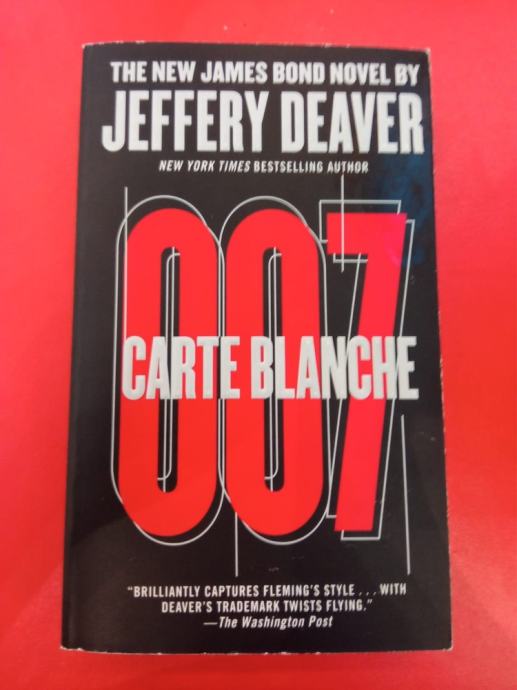 THE NEW JAMES BOND NOVEL BY
JEFFERY DEAVER
NEW YORK TIMES BESTSELLING AUTHOR
007
CARTE BLANCHE
“BRILLIANTLY CAPTURES FLEMING’S STYLE . . . WITH
DEAVER’S TRADEMARK TWISTS FLYING.”
—The Washington Post